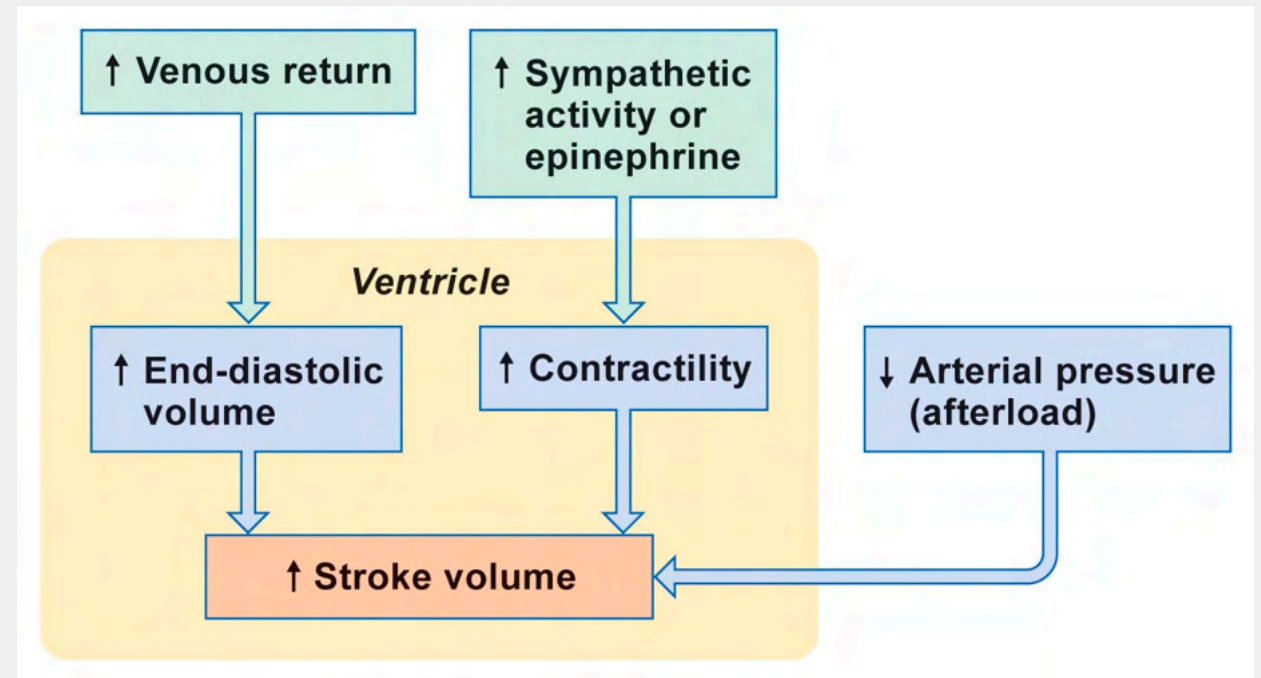 ↑ Venous return
↑ Sympathetic
activity or
epinephrine
Ventricle
↑ End-diastolic
volume
↑ Contractility
↓ Arterial pressure
(afterload)
↑ Stroke volume